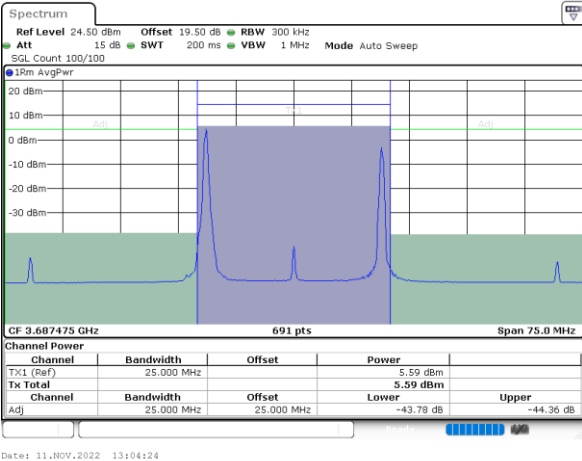 Spectrum
Ref Level 24.50 dBm Offset 19.50 dB RBW 300 kHz
Att 15 dB SWT 200 ms VBW 1 MHz Mode Auto Sweep
SGL Count 100/100
1Rm AvgPwr
20 dBm
TX1
10 dBm
Adj Adj
0 dBm
-10 dBm
-20 dBm
-30 dBm
CF 3.687475 GHz 691 pts Span 75.0 MHz
Channel Power
Channel Bandwidth Offset Power
TX1 (Ref) 25.000 MHz 5.59 dBm
Tx Total 5.59 dBm
Channel Bandwidth Offset Lower Upper
Adj 25.000 MHz 25.000 MHz -43.78 dB -44.36 dB
Ready
Date: 11.NOV.2022 13:04:24